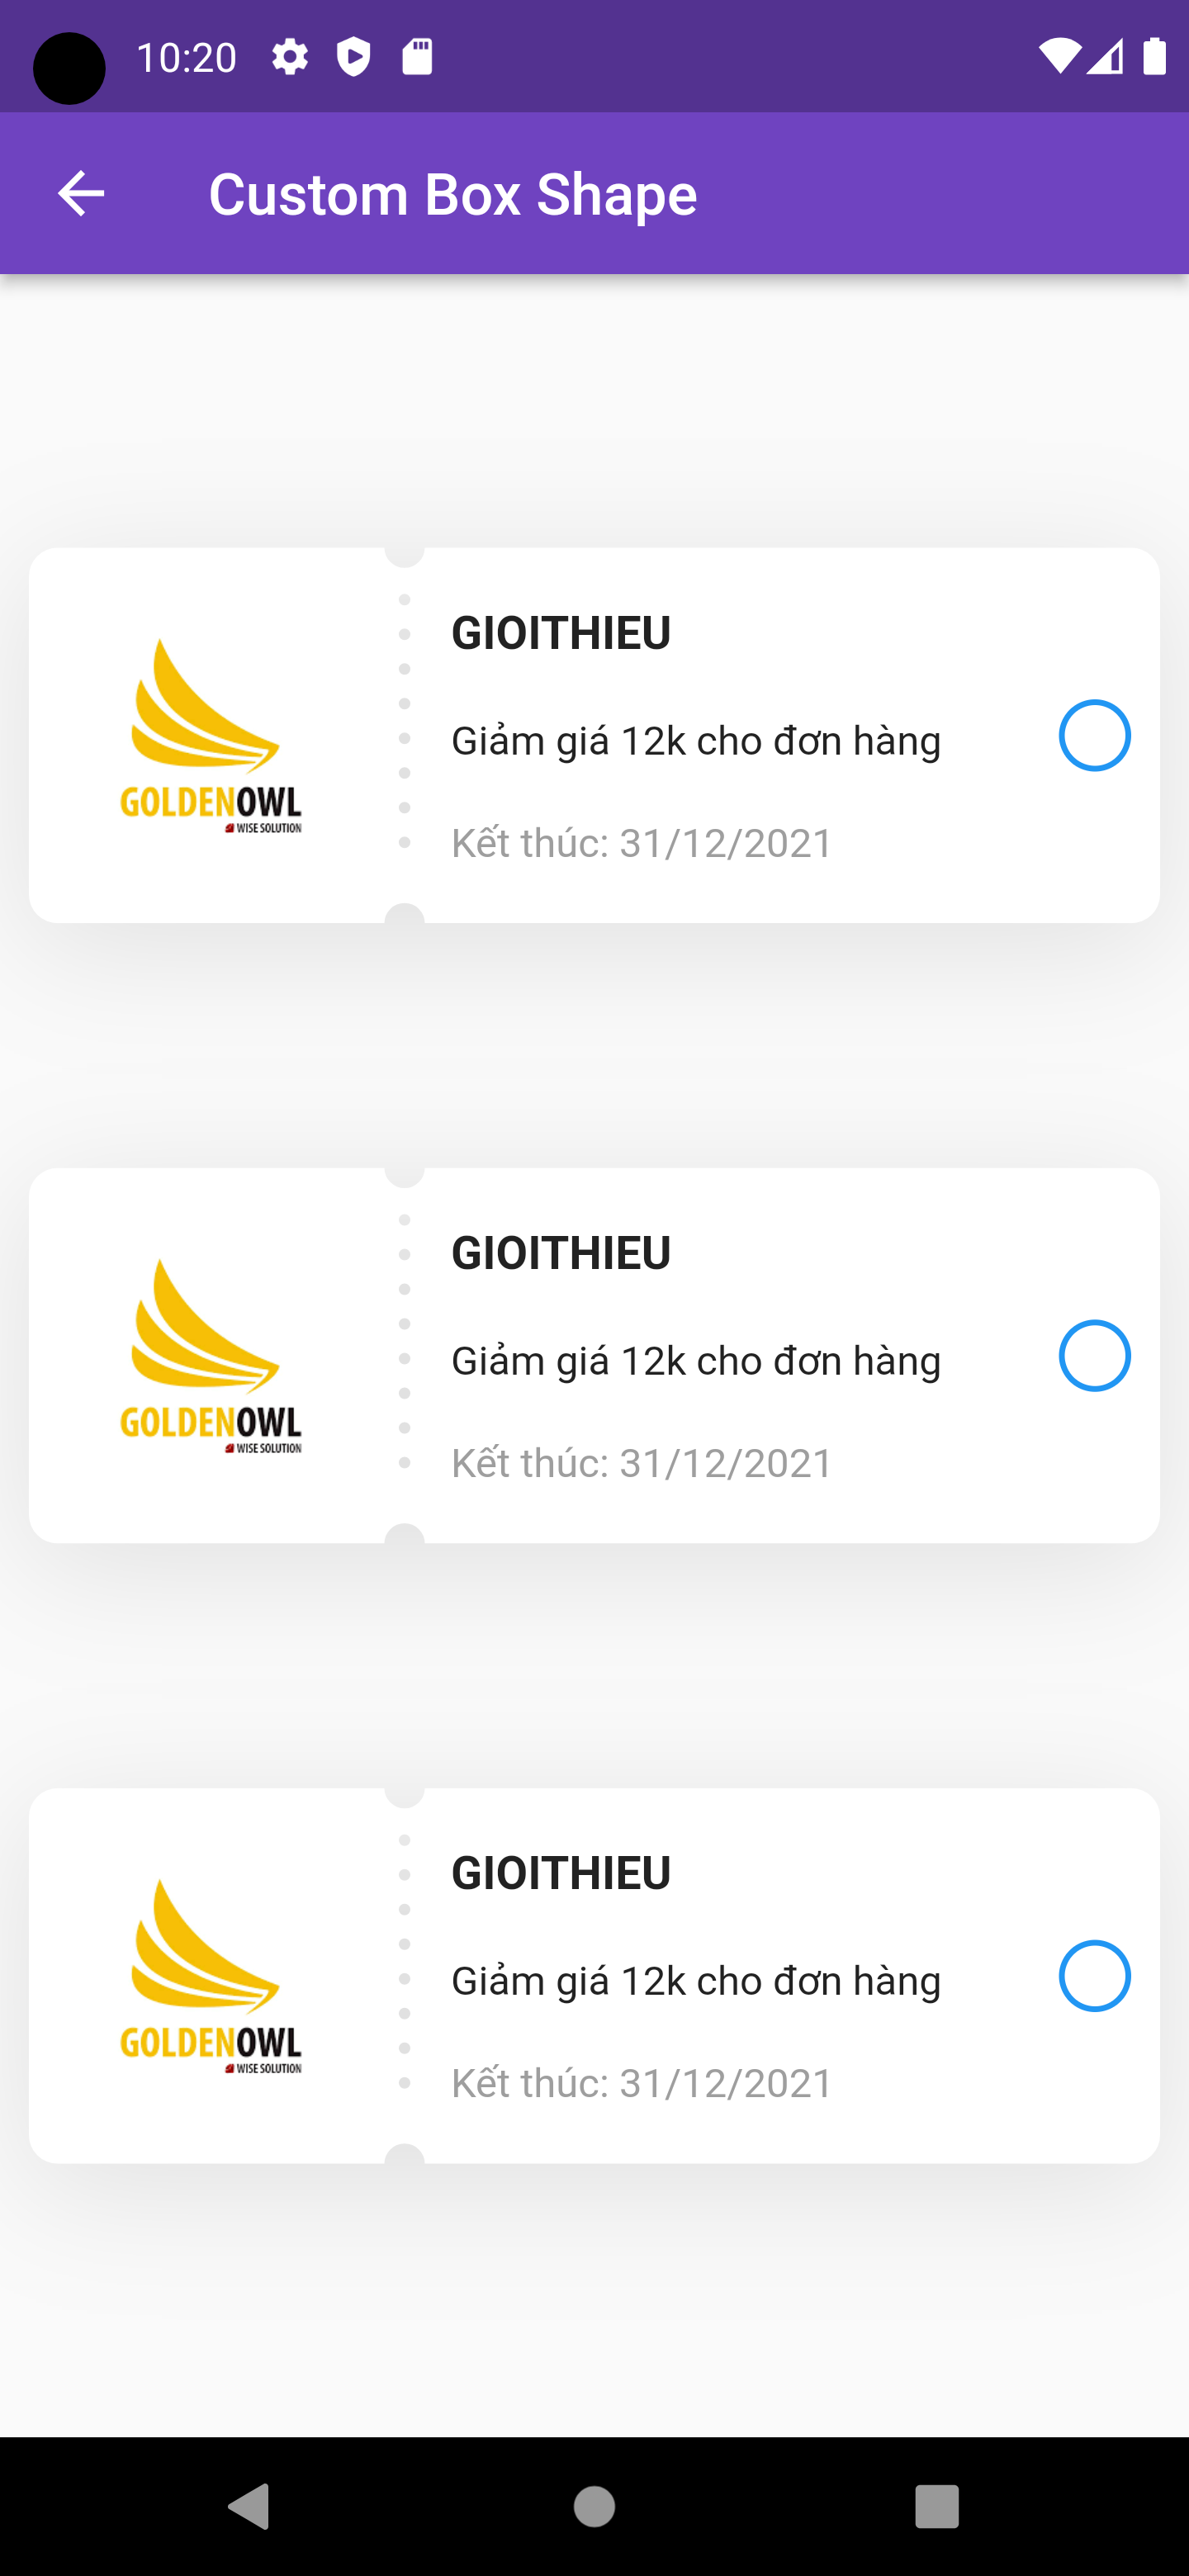 10:20
Custom Box Shape
GIOITHIEU
Giảm giá 12k cho đơn hàng
Kết thúc: 31/12/2021
GOLDENOWL
WISE SOLUTION
GIOITHIEU
Giảm giá 12k cho đơn hàng
Kết thúc: 31/12/2021
GOLDENOWL
WISE SOLUTION
GIOITHIEU
Giảm giá 12k cho đơn hàng
Kết thúc: 31/12/2021
GOLDENOWL
WISE SOLUTION